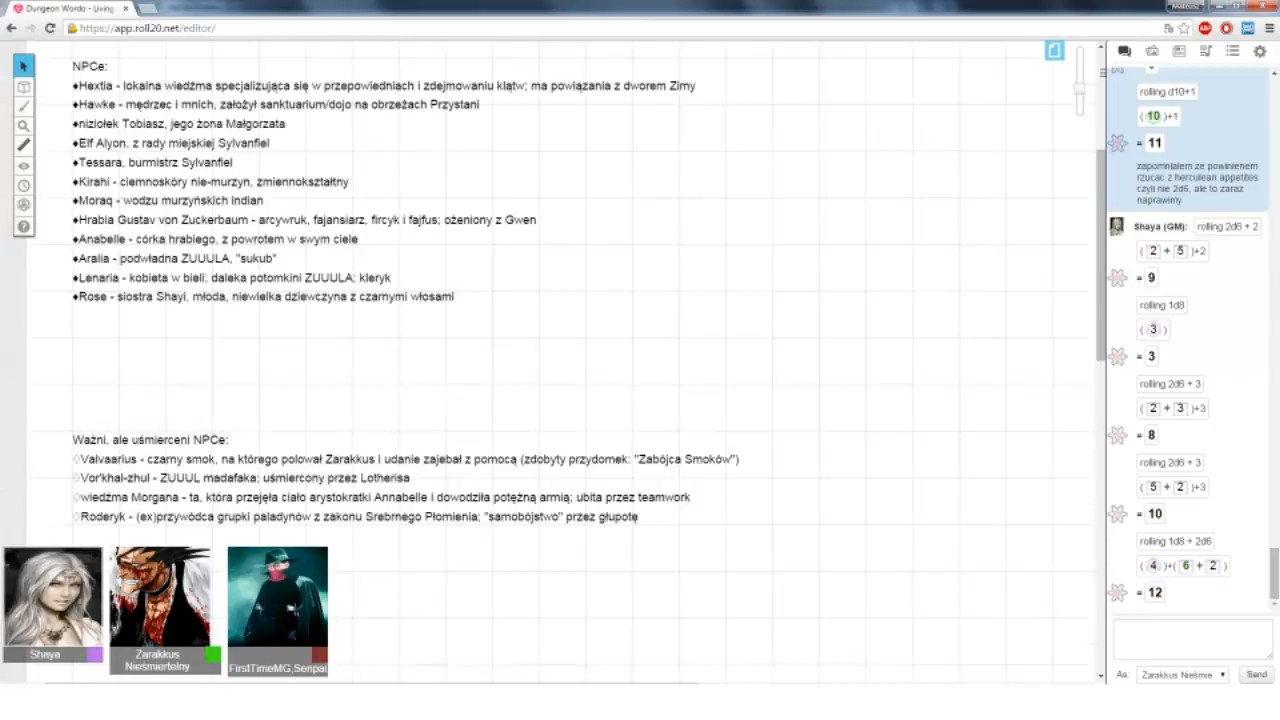 Dungeon Wordo - Living
Mateusz
https://app.roll20.net/editor/
NPCe:
♦Hextia - lokalna wiedźma specjalizująca się w przepowiedniach i zdejmowaniu klątw; ma powiązania z dworem Zimy
♦Hawke - mędrzec i mnich, założył sanktuarium/dojo na obrzeżach Przystani
♦niziołek Tobiasz, jego żona Małgorzata
♦Elf Alyon, z rady miejskiej Sylvanfiel
♦Tessara, burmistrz Sylvanfiel
♦Kirahi - ciemnoskóry nie-murzyn, zmiennokształtny
♦Moraq - wodzu murzyńskich indian
♦Hrabia Gustav von Zuckerbaum - arcywruk, fajansiarz, fircyk i fajfus; ożeniony z Gwen
♦Anabelle - córka hrabiego, z powrotem w swym ciele
♦Aralia - podwładna ZUUULA, "sukub"
♦Lenaria - kobieta w bieli; daleka potomkini ZUUULA; kleryk
♦Rose - siostra Shayi, młoda, niewielka dziewczyna z czarnymi włosami
Ważni, ale uśmierceni NPCe:
♢Valvaarius - czarny smok, na którego polował Zarakkus i udanie zajebał z pomocą (zdobyty przydomek: "Zabójca Smoków")
♢Vor'khal-zhul - ZUUUL madafaka; uśmiercony przez Lotherisa
♢wiedźma Morgana - ta, która przejęła ciało arystokratki Annabelle i dowodziła potężną armią; ubita przez teamwork
♢Roderyk - (ex)przywódca grupki paladynów z zakonu Srebrnego Płomienia; "samobójstwo" przez głupotę
Shaya
Zarakkus
Nieśmiertelny
FirstTimeMG,Senpai
rolling d10+1
(10)+1
= 11
zapomnialem ze powinienem
rzucac z herculean appetites
czyli nie 2d6, ale to zaraz
naprawimy
Shaya (GM): rolling 2d6 + 2
(2 + 5)+2
= 9
rolling 1d8
(3)
= 3
rolling 2d6 + 3
(2 + 3)+3
= 8
rolling 2d6 + 3
(5 + 2)+3
= 10
rolling 1d8 + 2d6
(4)+(6 + 2)
= 12
As: Zarakkus Nieśmie Send